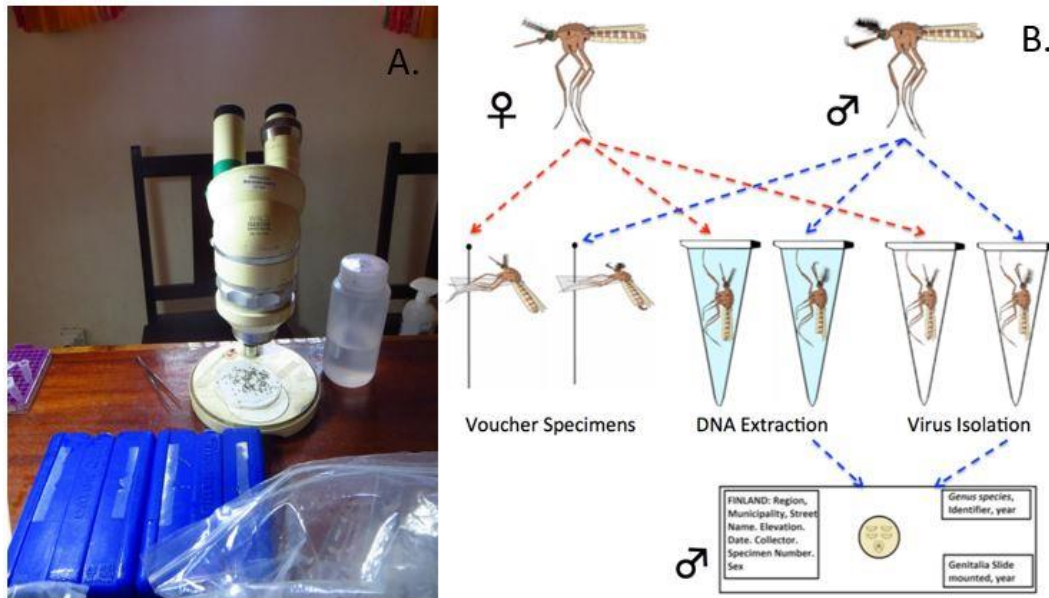 A.
B.
♀
♂
Voucher Specimens
DNA Extraction
Virus Isolation
FINLAND: Region,
Municipality, Street
Name. Elevation.
Date. Collector.
Specimen Number.
Sex
Genus species,
Identifier, year
Genitalia Slide
mounted, year
♂